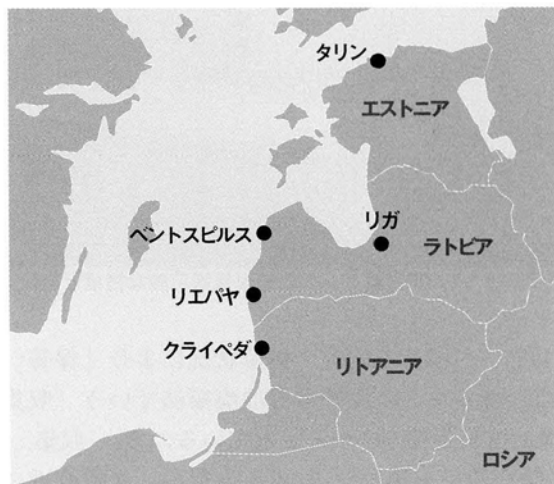 タリン
エストニア
リガ
ベントスピルス
ラトビア
リエパヤ
クライペダ
リトアニア
ロシア